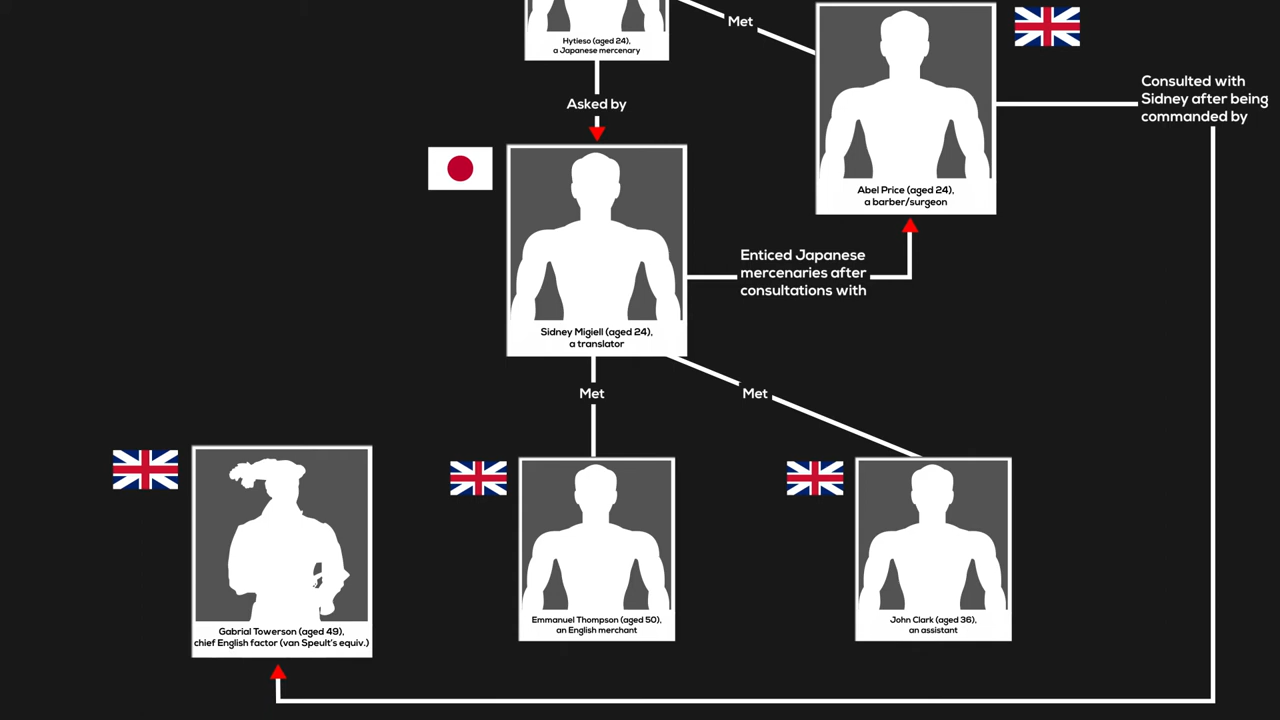 Hytieso (aged 24),
a Japanese mercenary
Met
Asked by
Consulted with
Sidney after being
commanded by
Abel Price (aged 24),
a barber/surgeon
Enticed Japanese
mercenaries after
consultations with
Sidney Migiell (aged 24),
a translator
Met
Met
Gabrial Towerson (aged 49),
chief English factor (van Speult's equiv.)
Emmanuel Thompson (aged 50),
an English merchant
John Clark (aged 36),
an assistant